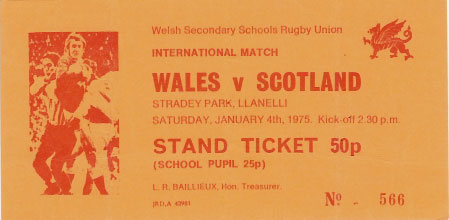 Welsh Secondary Schools Rugby Union
INTERNATIONAL MATCH
WALES v SCOTLAND
STRADEY PARK, LLANELLI
SATURDAY, JANUARY 4th, 1975. Kick-off 2.30 p.m.
STAND TICKET 50p
(SCHOOL PUPIL 25p)
L. R. BAILLIEUX, Hon. Treasurer.
No. 566